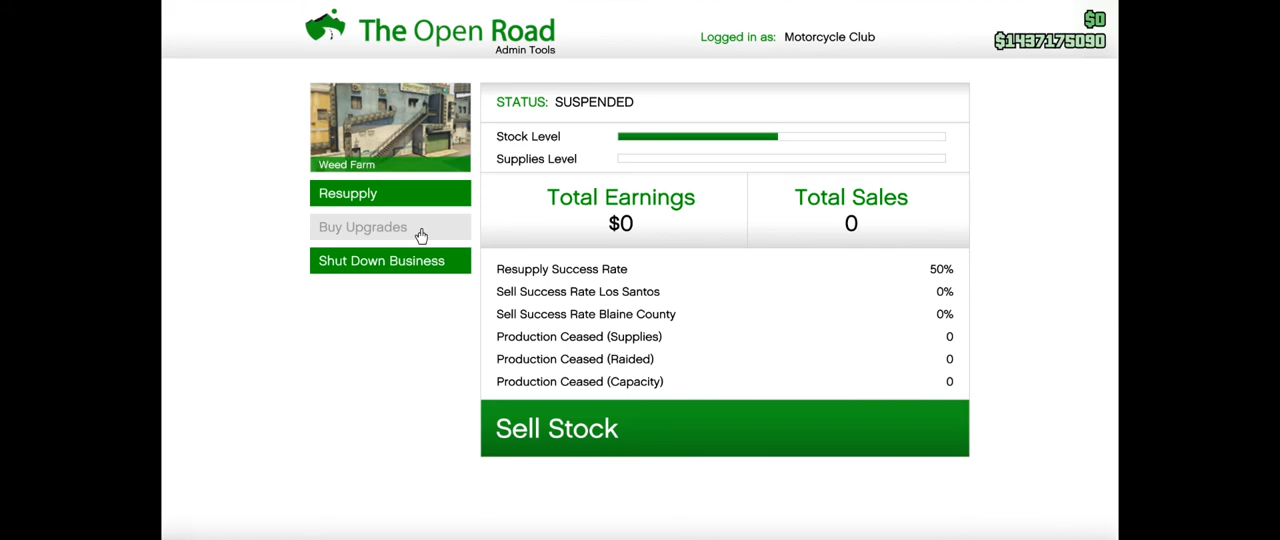 The Open Road
Admin Tools
Logged in as: Motorcycle Club
$0
$1437175090
Weed Farm
Resupply
Buy Upgrades
Shut Down Business
STATUS: SUSPENDED
Stock Level
Supplies Level
Total Earnings
$0
Total Sales
0
Resupply Success Rate 50%
Sell Success Rate Los Santos 0%
Sell Success Rate Blaine County 0%
Production Ceased (Supplies) 0
Production Ceased (Raided) 0
Production Ceased (Capacity) 0
Sell Stock